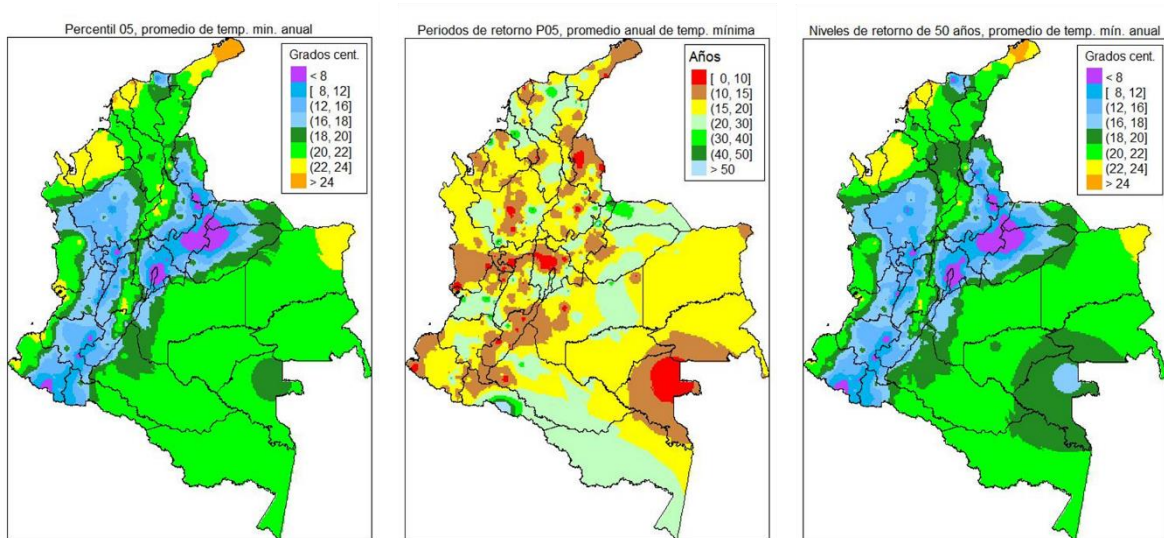 Percentil 05, promedio de temp. min. anual
Grados cent.
< 8
[ 8, 12]
(12, 16]
(16, 18]
(18, 20]
(20, 22]
(22, 24]
> 24
Periodos de retorno P05, promedio anual de temp. mínima
Años
[ 0, 10]
(10, 15]
(15, 20]
(20, 30]
(30, 40]
(40, 50]
> 50
Niveles de retorno de 50 años, promedio de temp. mín. anual
Grados cent.
< 8
[ 8, 12]
(12, 16]
(16, 18]
(18, 20]
(20, 22]
(22, 24]
> 24